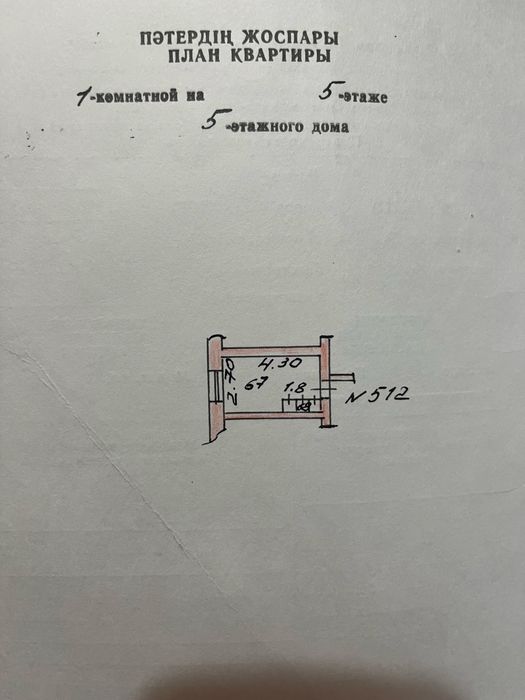 ПӘТЕРДІҢ ЖОСПАРЫ
ПЛАН КВАРТИРЫ
1-комнатной на 5-этаже
5-этажного дома
4.30
2.70
67
1.8
N 512